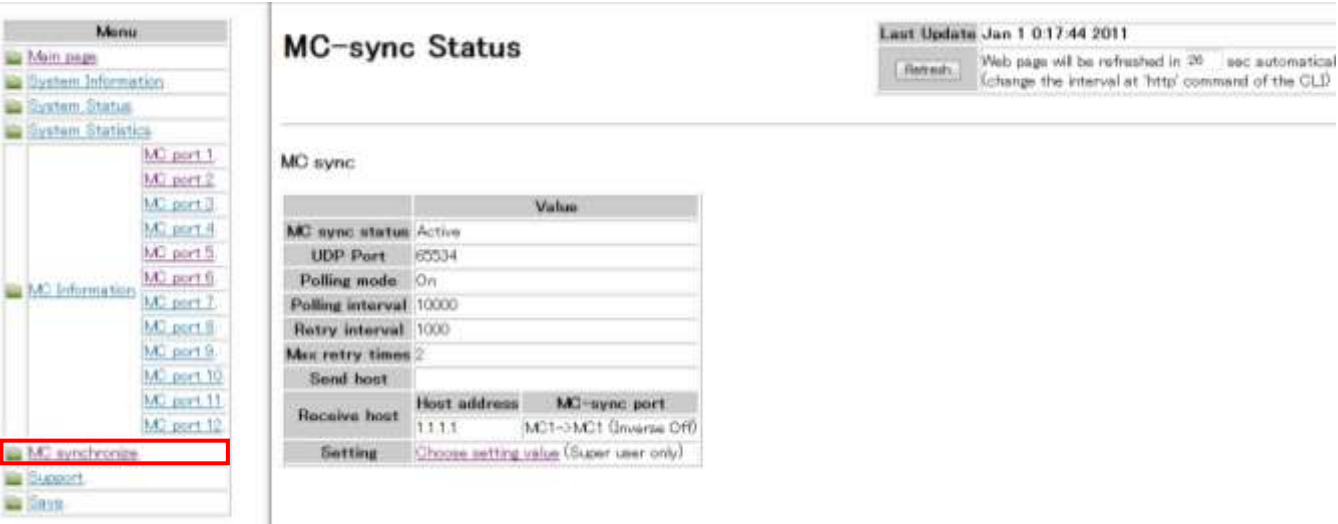 Menu
Main page
System Information
System Status
System Statistics
MC Information
MC port 1
MC port 2
MC port 3
MC port 4
MC port 5
MC port 6
MC port 7
MC port 8
MC port 9
MC port 10
MC port 11
MC port 12
MC synchronize
Support
Save
MC-sync Status
Last Update Jan 1 0:17:44 2011
Refresh
Web page will be refreshed in 26 sec automatical
(change the interval at 'http' command of the CLI)
MC sync
Value
MC sync status Active
UDP Port 65534
Polling mode On
Polling interval 10000
Retry interval 1000
Max retry times 2
Send host
Receive host
Host address MC-sync port
1.1.1.1 MC1->MC1 (Inverse Off)
Setting Choose setting value (Super user only)